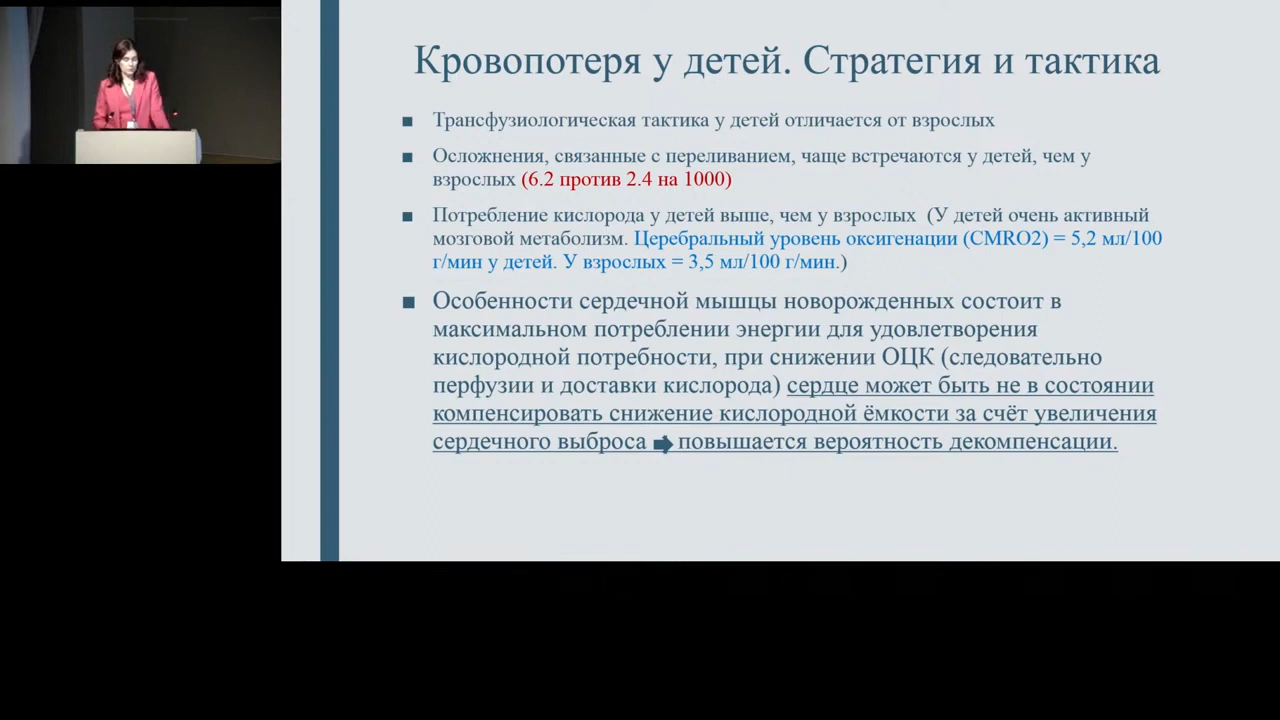 Кровопотеря у детей. Стратегия и тактика
Трансфузиологическая тактика у детей отличается от взрослых
Осложнения, связанные с переливанием, чаще встречаются у детей, чем у
взрослых (6.2 против 2.4 на 1000)
Потребление кислорода у детей выше, чем у взрослых (У детей очень активный
мозговой метаболизм. Церебральный уровень оксигенации (CMRO2) = 5,2 мл/100
г/мин у детей. У взрослых = 3,5 мл/100 г/мин.)
Особенности сердечной мышцы новорожденных состоит в
максимальном потреблении энергии для удовлетворения
кислородной потребности, при снижении ОЦК (следовательно
перфузии и доставки кислорода) сердце может быть не в состоянии
компенсировать снижение кислородной ёмкости за счёт увеличения
сердечного выброса повышается вероятность декомпенсации.